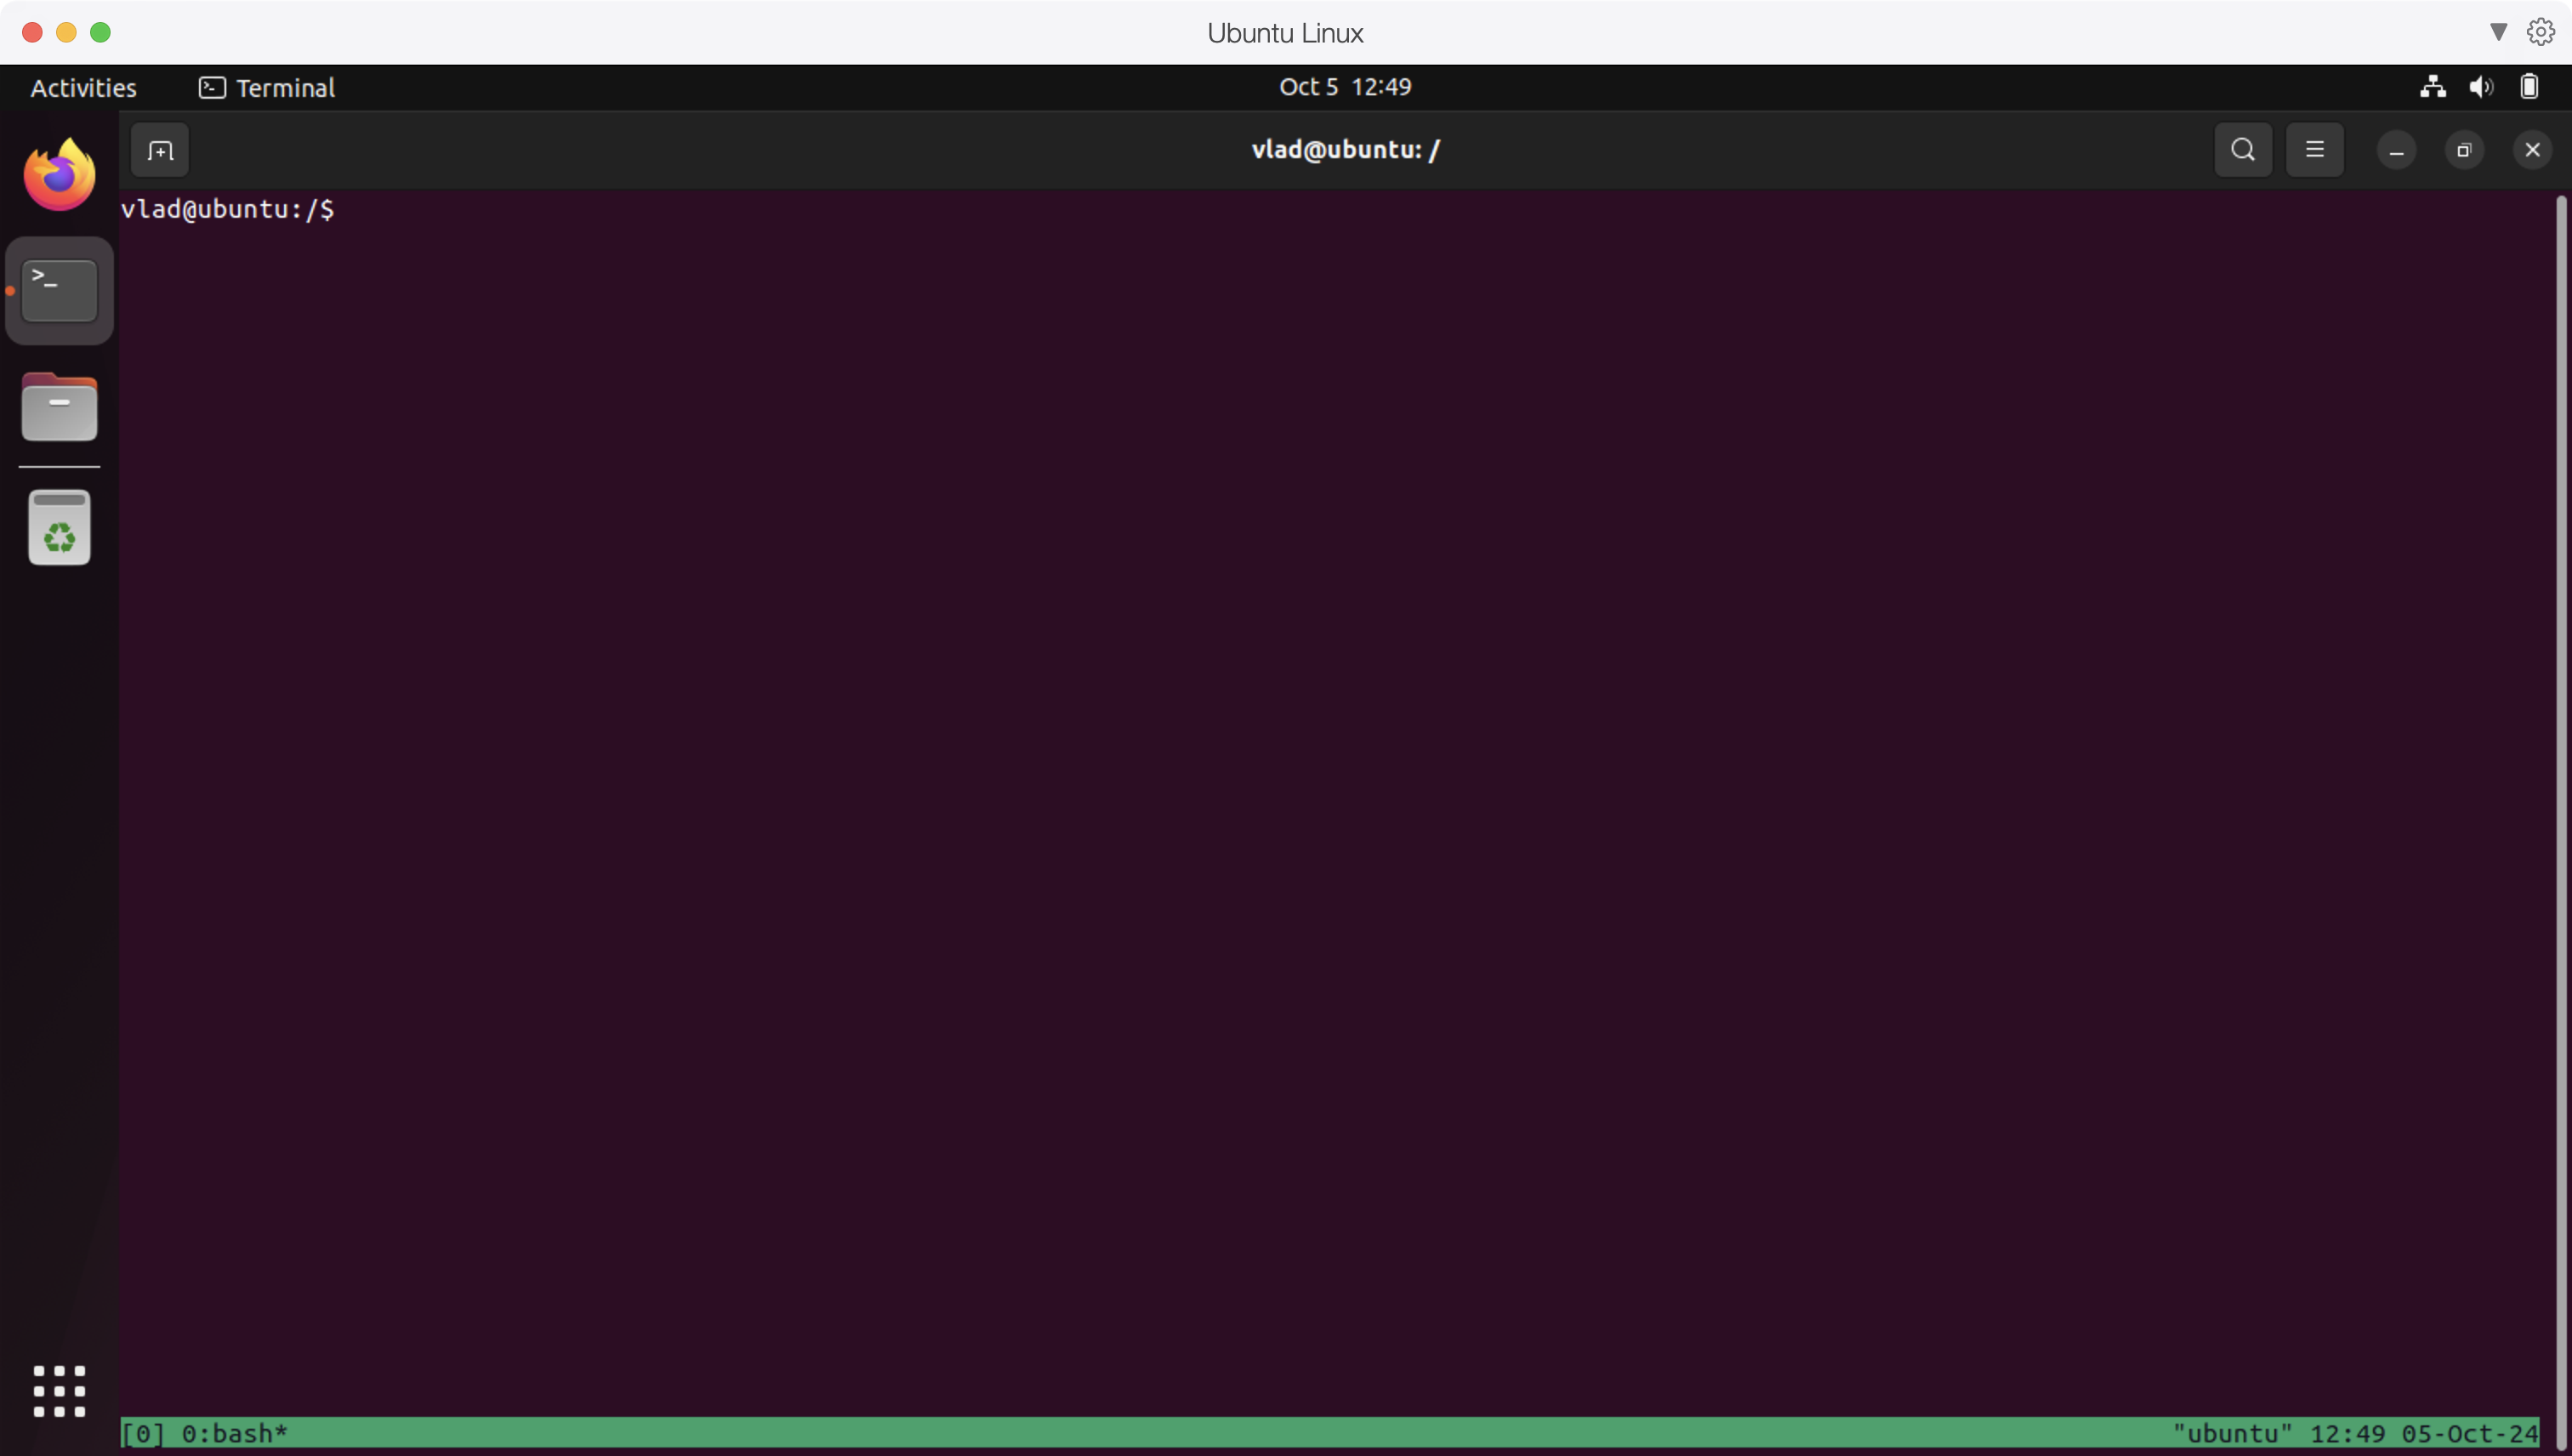 Ubuntu Linux
Activities Terminal Oct 5 12:49
vlad@ubuntu: /
vlad@ubuntu:/$
[0] 0:bash* "ubuntu" 12:49 05-Oct-24